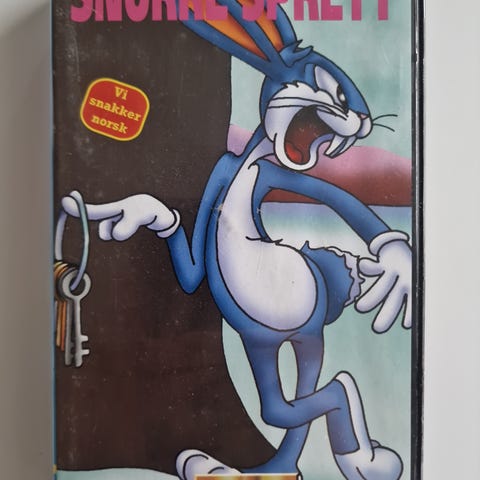 SNURRE SPRETT
Vi
snakker
norsk